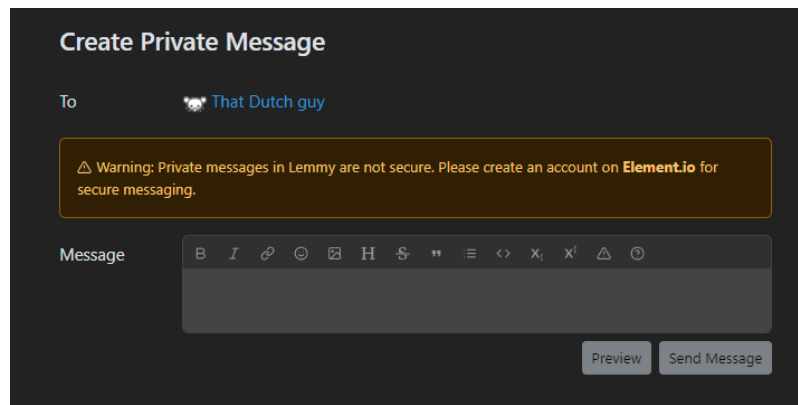 Create Private Message
To That Dutch guy
Warning: Private messages in Lemmy are not secure. Please create an account on Element.io for
secure messaging.
Message
Preview Send Message